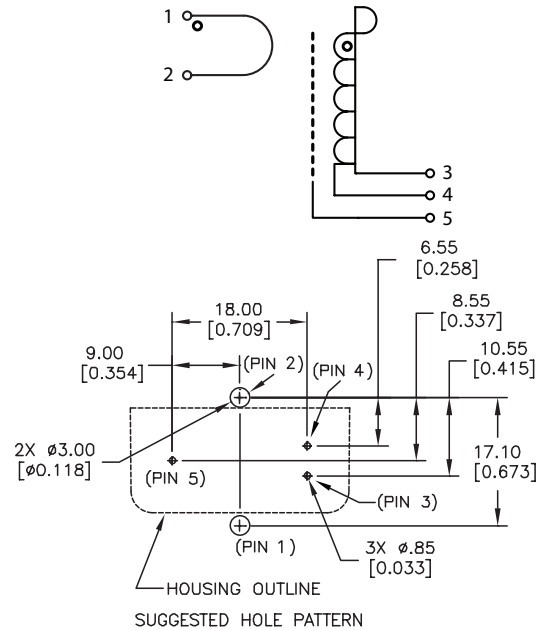 1
2
3
4
5
6.55
[0.258]
18.00
[0.709]
8.55
[0.337]
9.00
[0.354]
10.55
[0.415]
(PIN 2)
(PIN 4)
2X ø3.00
[ø0.118]
17.10
[0.673]
(PIN 5)
(PIN 3)
(PIN 1)
3X ø.85
[0.033]
HOUSING OUTLINE
SUGGESTED HOLE PATTERN